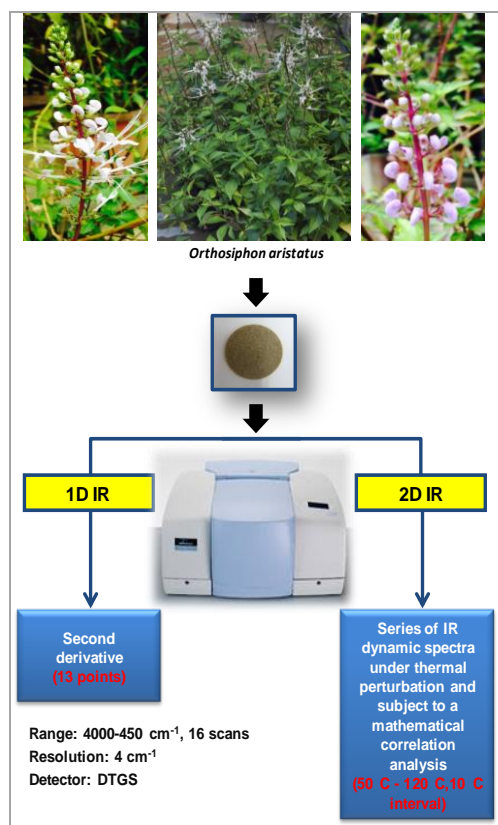 Orthosiphon aristatus
1D IR
2D IR
Second
derivative
(13 points)
Range: 4000-450 cm⁻¹, 16 scans
Resolution: 4 cm⁻¹
Detector: DTGS
Series of IR
dynamic spectra
under thermal
perturbation and
subject to a
mathematical
correlation
analysis
(50 C - 120 C,10 C
interval)